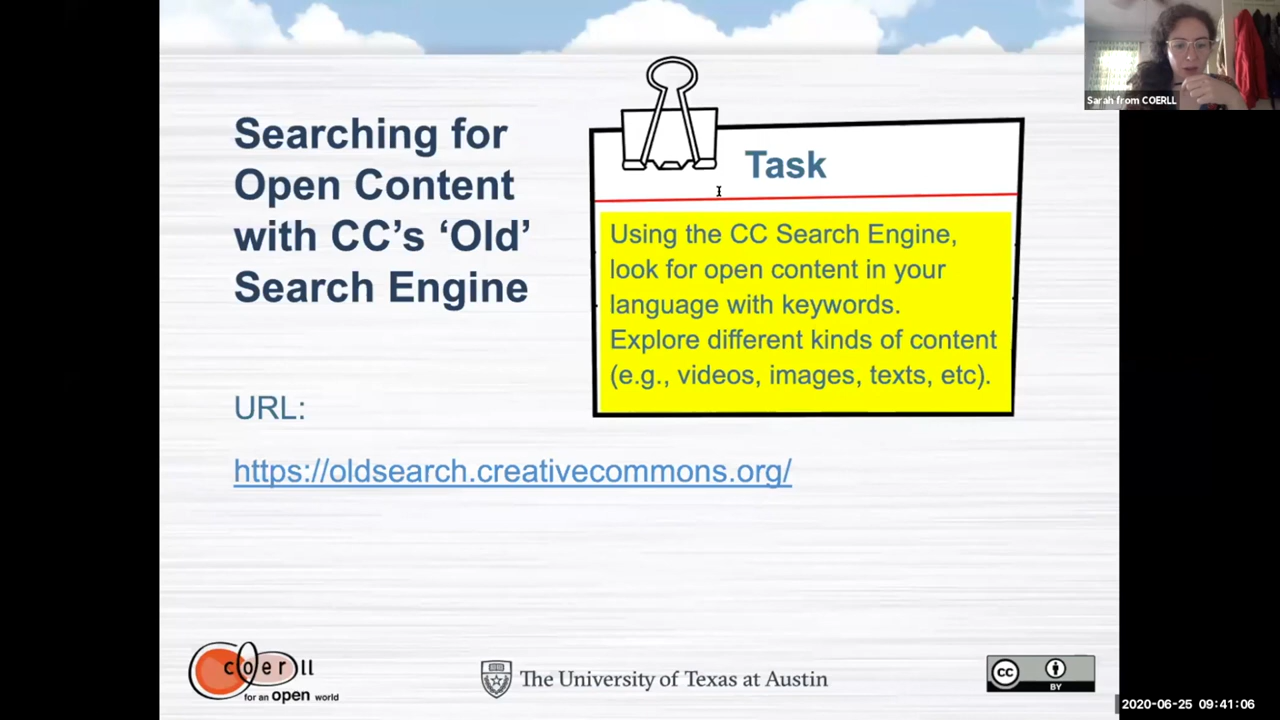 Sarah from COERLL
Searching for
Open Content
with CC's ‘Old’
Search Engine
Task
Using the CC Search Engine,
look for open content in your
language with keywords.
Explore different kinds of content
(e.g., videos, images, texts, etc).
URL:
https://oldsearch.creativecommons.org/
coerll
for an open world
The University of Texas at Austin
cc
BY
2020-06-25 09:41:06